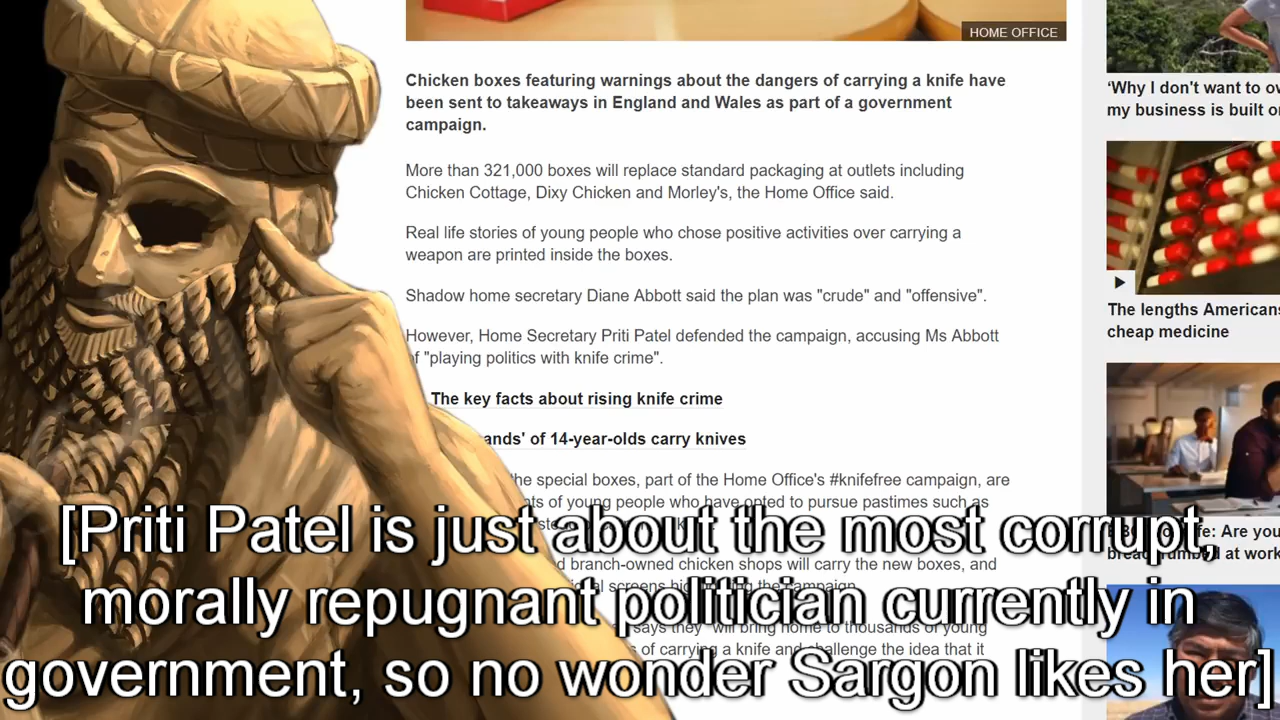 HOME OFFICE
Chicken boxes featuring warnings about the dangers of carrying a knife have
been sent to takeaways in England and Wales as part of a government
campaign.
More than 321,000 boxes will replace standard packaging at outlets including
Chicken Cottage, Dixy Chicken and Morley's, the Home Office said.
Real life stories of young people who chose positive activities over carrying a
weapon are printed inside the boxes.
Shadow home secretary Diane Abbott said the plan was "crude" and "offensive".
However, Home Secretary Priti Patel defended the campaign, accusing Ms Abbott
of "playing politics with knife crime".
The key facts about rising knife crime
ands' of 14-year-olds carry knives
the special boxes, part of the Home Office's #knifefree campaign, are
of young people who have opted to pursue pastimes such as
branch-owned chicken shops will carry the new boxes, and
screens the campaign.
says they "will bring home to thousands of young
of carrying a knife and challenge the idea that it
[Priti Patel is just about the most corrupt,
morally repugnant politician currently in
government, so no wonder Sargon likes her]
'Why I don't want to
my business is built
The lengths Americans
cheap medicine
Are you
at work